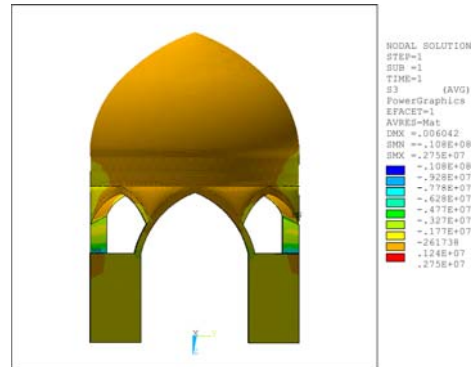 NODAL SOLUTION
STEP=1
SUB =1
TIME=1
S3 (AVG)
PowerGraphics
EFACET=1
AVRES=Mat
DMX =.006042
SMN =-.108E+08
SMX =.275E+07
-.108E+08
-.928E+07
-.778E+07
-.628E+07
-.477E+07
-.327E+07
-.177E+07
-261738
.124E+07
.275E+07
X Y